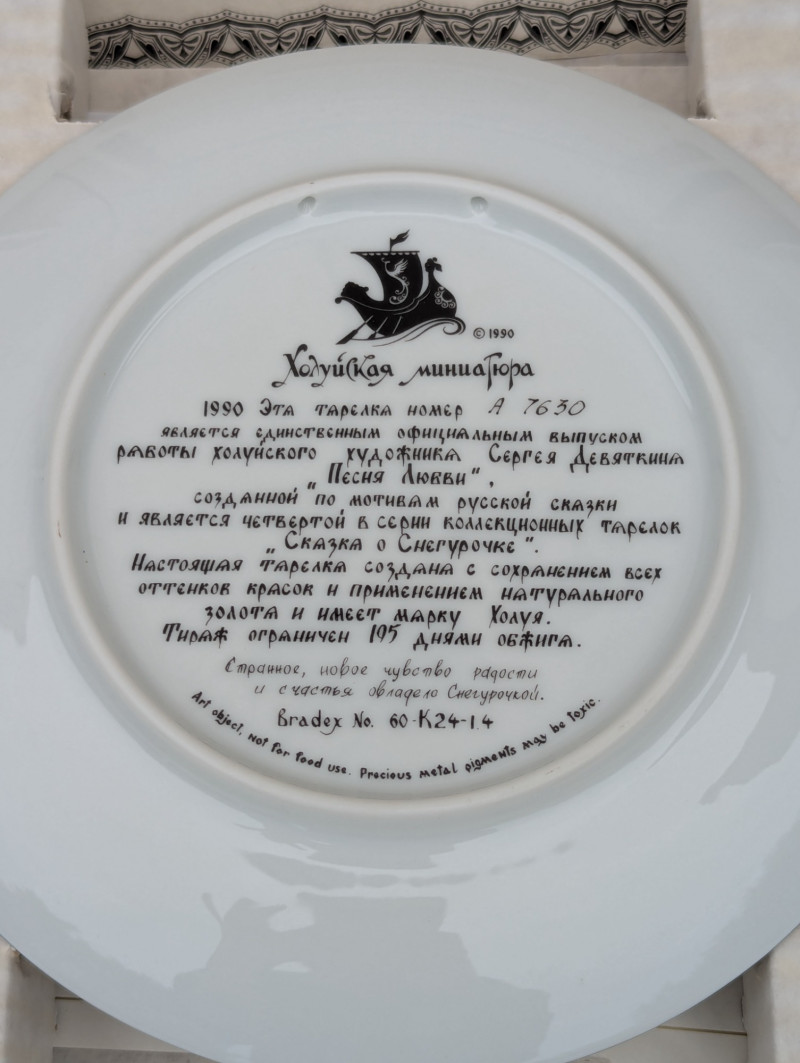 © 1990
Холуйская миниатюра
1990 Эта тарелка номер A 7630
является единственным официальным выпуском
работы холуйского художника Сергея Девяткина
„Песня Любви",
созданной по мотивам русской сказки
и является четвертой в серии коллекционных тарелок
„Сказка о Снегурочке".
Настоящая тарелка создана с сохранением всех
оттенков красок и применением натурального
золота и имеет марку Холуя.
Тираж ограничен 195 днями обжига.
Странное, новое чувство радости
и счастья овладело Снегурочкой.
Bradex No. 60-K24-1.4
Art object, not for food use. Precious metal pigments may be toxic.